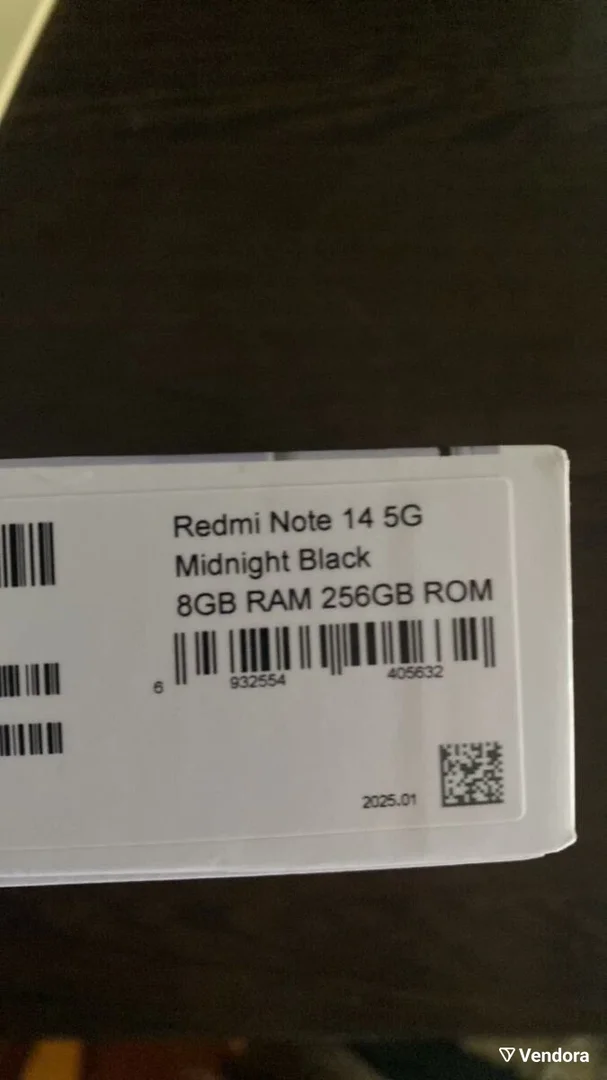 Redmi Note 14 5G
Midnight Black
8GB RAM 256GB ROM
6 932554 405632
2025.01
Vendora